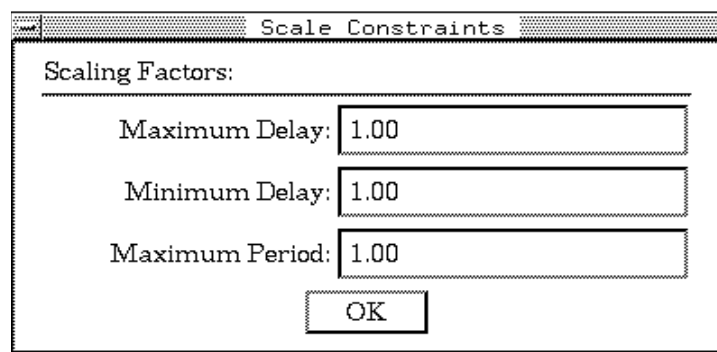 Scale Constraints
Scaling Factors:
Maximum Delay: 1.00
Minimum Delay: 1.00
Maximum Period: 1.00
OK